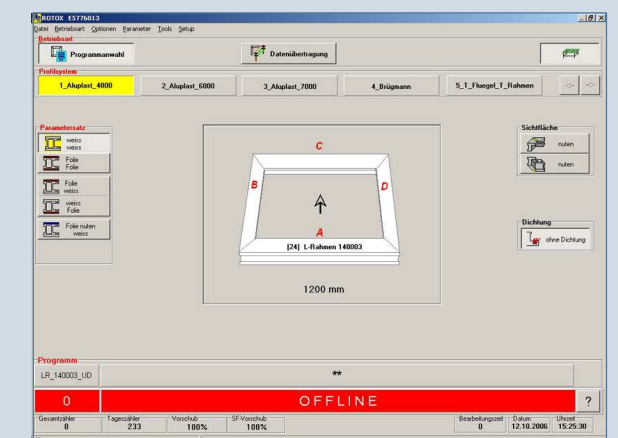 ROTOX E5776013
Datei Betriebsart Optionen Parameter Tools Setup
Betriebsart
Programmanwahl
Datenübertragung
Profilsystem
1_Aluplast_4000
2_Aluplast_6000
3_Aluplast_7000
4_Brügmann
5_T_Fluegel_T_Rahmen
Parametersatz
weiss
weiss
Folie
Folie
Folie
weiss
weiss
Folie
Folie nuten
weiss
C
B
D
A
[24] L-Rahmen 140003
1200 mm
Sichtfläche
nuten
nuten
Dichtung
ohne Dichtung
Programm
LR_140003_UD
**
0
OFFLINE
?
Gesamtzähler
0
Tageszähler
233
Vorschub
100%
SF-Vorschub
100%
Bearbeitungszeit
0
Datum
12.10.2006
Uhrzeit
15:25:30